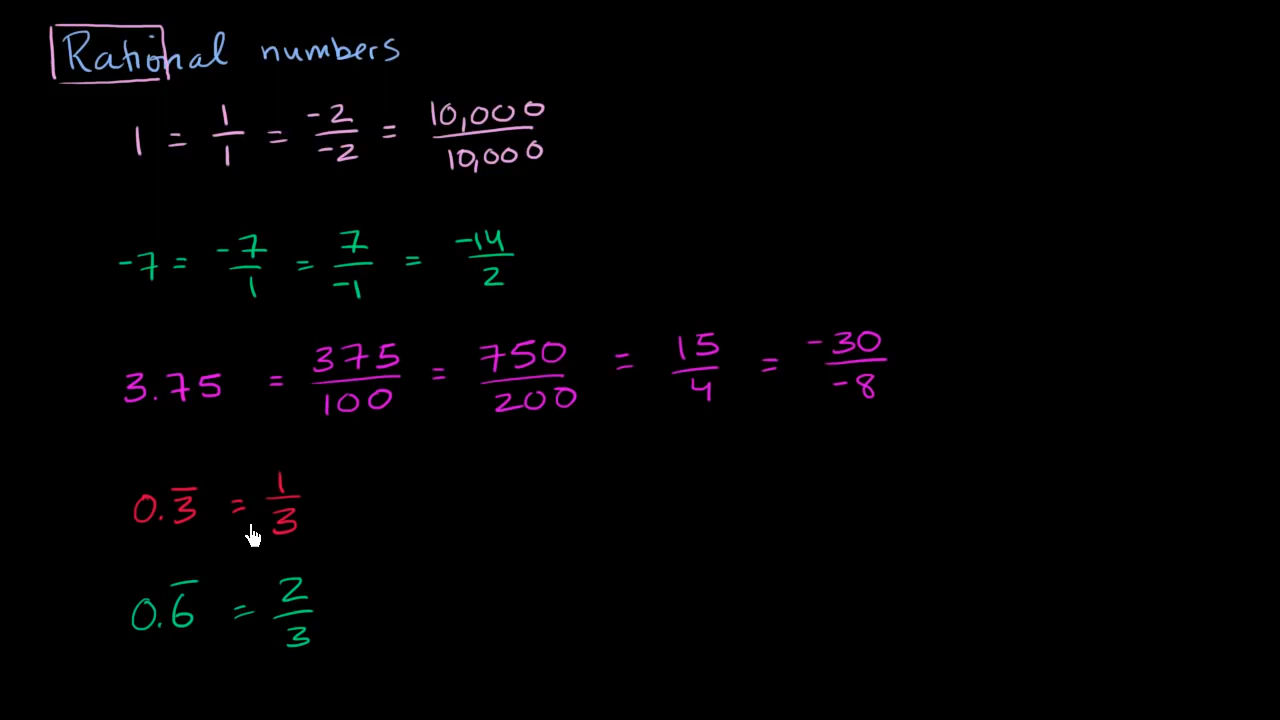 Rational numbers
1 = 1/1 = -2/-2 = 10,000/10,000
-7 = -7/1 = 7/-1 = -14/2
3.75 = 375/100 = 750/200 = 15/4 = -30/-8
0.3̅ = 1/3
0.6̅ = 2/3